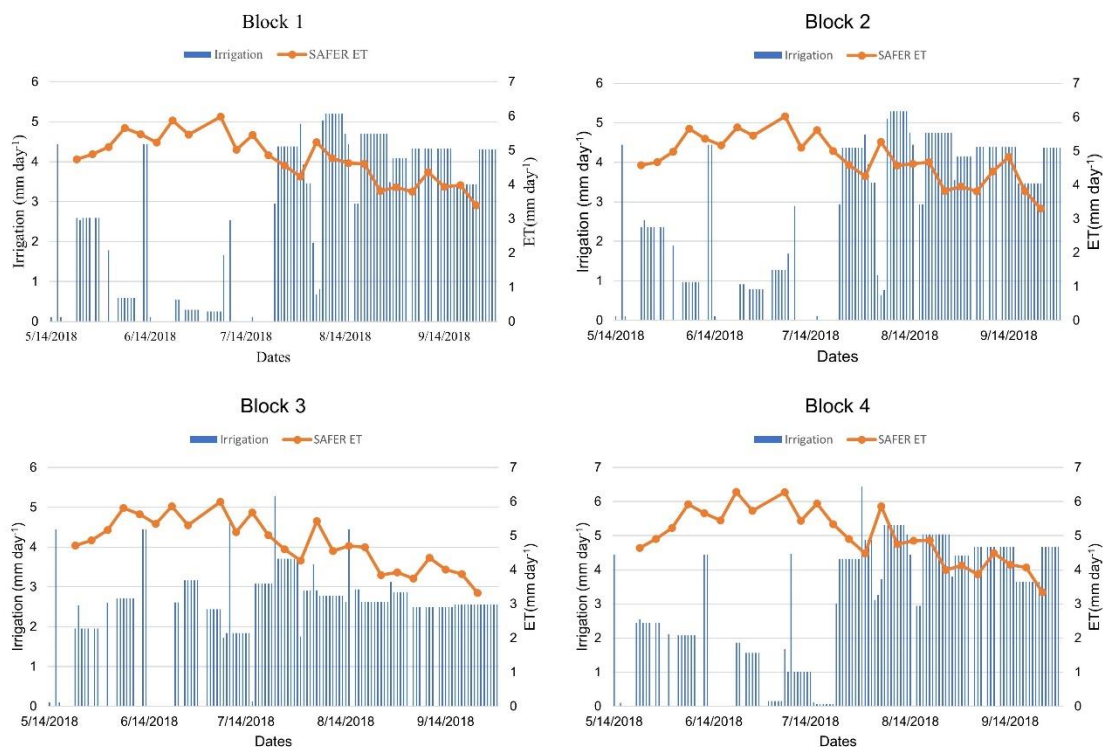 Block 1
Irrigation SAFER ET
6 7
5 6
4 5
3 4
2 3
1 2
0 1
0
Irrigation (mm day-1)
ET(mm day-1)
5/14/2018 6/14/2018 7/14/2018 8/14/2018 9/14/2018
Dates
Block 2
Irrigation SAFER ET
6 7
5 6
4 5
3 4
2 3
1 2
0 1
0
Irrigation (mm day-1)
ET(mm day-1)
5/14/2018 6/14/2018 7/14/2018 8/14/2018 9/14/2018
Dates
Block 3
Irrigation SAFER ET
6 7
5 6
4 5
3 4
2 3
1 2
0 1
0
Irrigation (mm day-1)
ET(mm day-1)
5/14/2018 6/14/2018 7/14/2018 8/14/2018 9/14/2018
Dates
Block 4
Irrigation SAFER ET
7 7
6 6
5 5
4 4
3 3
2 2
1 1
0 0
Irrigation (mm day-1)
ET(mm day-1)
5/14/2018 6/14/2018 7/14/2018 8/14/2018 9/14/2018
Dates